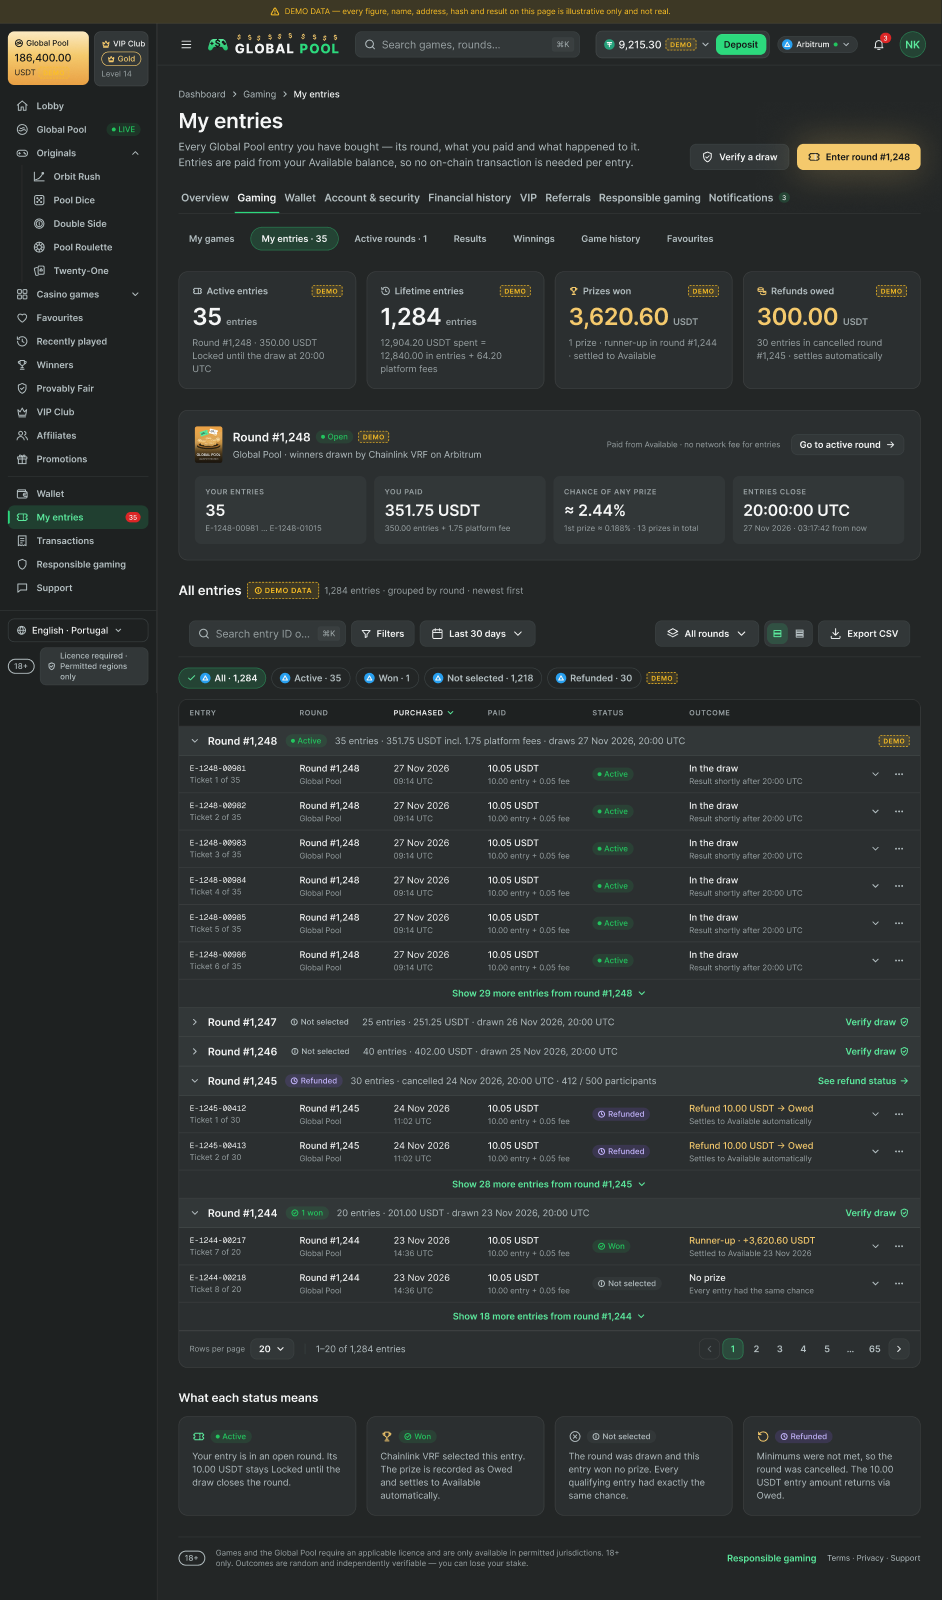 DEMO DATA — every figure, name, address, hash and result on this page is illustrative only and not real.
Global Pool
186,400.00
USDT
VIP Club
Gold
Level 14
Lobby
Global Pool
LIVE
Originals
Orbit Rush
Pool Dice
Double Side
Pool Roulette
Twenty-One
Casino games
Favourites
Recently played
Winners
Provably Fair
VIP Club
Affiliates
Promotions
Wallet
My entries 35
Transactions
Responsible gaming
Support
English · Portugal
18+
Licence required ·
Permitted regions
only
GLOBAL POOL
Search games, rounds... ⌘K
9,215.30 DEMO
Deposit
Arbitrum
3
NK
Dashboard > Gaming > My entries
My entries
Every Global Pool entry you have bought — its round, what you paid and what happened to it.
Entries are paid from your Available balance, so no on-chain transaction is needed per entry.
Verify a draw
Enter round #1,248
Overview Gaming Wallet Account & security Financial history VIP Referrals Responsible gaming Notifications 3
My games My entries · 35 Active rounds · 1 Results Winnings Game history Favourites
Active entries DEMO
35 entries
Round #1,248 · 350.00 USDT
Locked until the draw at 20:00
UTC
Lifetime entries DEMO
1,284 entries
12,904.20 USDT spent =
12,840.00 in entries + 64.20
platform fees
Prizes won DEMO
3,620.60 USDT
1 prize · runner-up in round #1,244
· settled to Available
Refunds owed DEMO
300.00 USDT
30 entries in cancelled round
#1,245 · settles automatically
GLOBAL POOL
Round #1,248 Open DEMO
Global Pool · winners drawn by Chainlink VRF on Arbitrum
Paid from Available · no network fee for entries
Go to active round →
YOUR ENTRIES
35
E-1248-00981 ... E-1248-01015
YOU PAID
351.75 USDT
350.00 entries + 1.75 platform fee
CHANCE OF ANY PRIZE
≈ 2.44%
1st prize ≈ 0.188% · 13 prizes in total
ENTRIES CLOSE
20:00:00 UTC
27 Nov 2026 · 03:17:42 from now
All entries DEMO DATA 1,284 entries · grouped by round · newest first
Search entry ID o... ⌘K
Filters
Last 30 days
All rounds
Export CSV
All · 1,284
Active · 35
Won · 1
Not selected · 1,218
Refunded · 30
DEMO
ENTRY ROUND PURCHASED PAID STATUS OUTCOME
Round #1,248 Active 35 entries · 351.75 USDT incl. 1.75 platform fees · draws 27 Nov 2026, 20:00 UTC DEMO
E-1248-00981 Round #1,248 27 Nov 2026 10.05 USDT Active In the draw
Ticket 1 of 35 Global Pool 09:14 UTC 10.00 entry + 0.05 fee Result shortly after 20:00 UTC
E-1248-00982 Round #1,248 27 Nov 2026 10.05 USDT Active In the draw
Ticket 2 of 35 Global Pool 09:14 UTC 10.00 entry + 0.05 fee Result shortly after 20:00 UTC
E-1248-00983 Round #1,248 27 Nov 2026 10.05 USDT Active In the draw
Ticket 3 of 35 Global Pool 09:14 UTC 10.00 entry + 0.05 fee Result shortly after 20:00 UTC
E-1248-00984 Round #1,248 27 Nov 2026 10.05 USDT Active In the draw
Ticket 4 of 35 Global Pool 09:14 UTC 10.00 entry + 0.05 fee Result shortly after 20:00 UTC
E-1248-00985 Round #1,248 27 Nov 2026 10.05 USDT Active In the draw
Ticket 5 of 35 Global Pool 09:14 UTC 10.00 entry + 0.05 fee Result shortly after 20:00 UTC
E-1248-00986 Round #1,248 27 Nov 2026 10.05 USDT Active In the draw
Ticket 6 of 35 Global Pool 09:14 UTC 10.00 entry + 0.05 fee Result shortly after 20:00 UTC
Show 29 more entries from round #1,248
Round #1,247 Not selected 25 entries · 251.25 USDT · drawn 26 Nov 2026, 20:00 UTC Verify draw
Round #1,246 Not selected 40 entries · 402.00 USDT · drawn 25 Nov 2026, 20:00 UTC Verify draw
Round #1,245 Refunded 30 entries · cancelled 24 Nov 2026, 20:00 UTC · 412 / 500 participants See refund status →
E-1245-00412 Round #1,245 24 Nov 2026 10.05 USDT Refunded Refund 10.00 USDT → Owed
Ticket 1 of 30 Global Pool 11:02 UTC 10.00 entry + 0.05 fee Settles to Available automatically
E-1245-00413 Round #1,245 24 Nov 2026 10.05 USDT Refunded Refund 10.00 USDT → Owed
Ticket 2 of 30 Global Pool 11:02 UTC 10.00 entry + 0.05 fee Settles to Available automatically
Show 28 more entries from round #1,245
Round #1,244 1 won 20 entries · 201.00 USDT · drawn 23 Nov 2026, 20:00 UTC Verify draw
E-1244-00217 Round #1,244 23 Nov 2026 10.05 USDT Won Runner-up · +3,620.60 USDT
Ticket 7 of 20 Global Pool 14:36 UTC 10.00 entry + 0.05 fee Settled to Available 23 Nov 2026
E-1244-00218 Round #1,244 23 Nov 2026 10.05 USDT Not selected No prize
Ticket 8 of 20 Global Pool 14:36 UTC 10.00 entry + 0.05 fee Every entry had the same chance
Show 18 more entries from round #1,244
Rows per page 20 1–20 of 1,284 entries 1 2 3 4 5 ... 65
What each status means
Active
Your entry is in an open round. Its
10.00 USDT stays Locked until the
draw closes the round.
Won
Chainlink VRF selected this entry.
The prize is recorded as Owed
and settles to Available
automatically.
Not selected
The round was drawn and this
entry won no prize. Every
qualifying entry had exactly the
same chance.
Refunded
Minimums were not met, so the
round was cancelled. The 10.00
USDT entry amount returns via
Owed.
18+
Games and the Global Pool require an applicable licence and are only available in permitted jurisdictions. 18+
only. Outcomes are random and independently verifiable — you can lose your stake.
Responsible gaming Terms · Privacy · Support